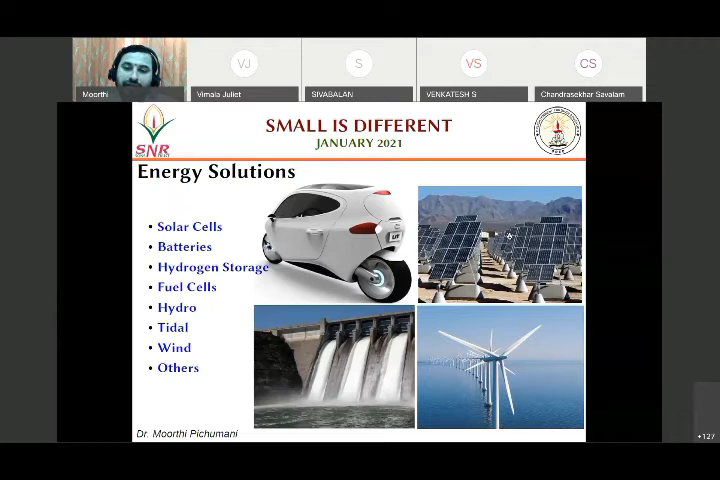 VJ
S
VS
CS
Moorthi
Vimala Juliet
SIVABALAN
VENKATESH S
Chandrasekhar Savalam
SNR
SMALL IS DIFFERENT
JANUARY 2021
Energy Solutions
• Solar Cells
• Batteries
• Hydrogen Storage
• Fuel Cells
• Hydro
• Tidal
• Wind
• Others
Dr. Moorthi Pichumani
+127